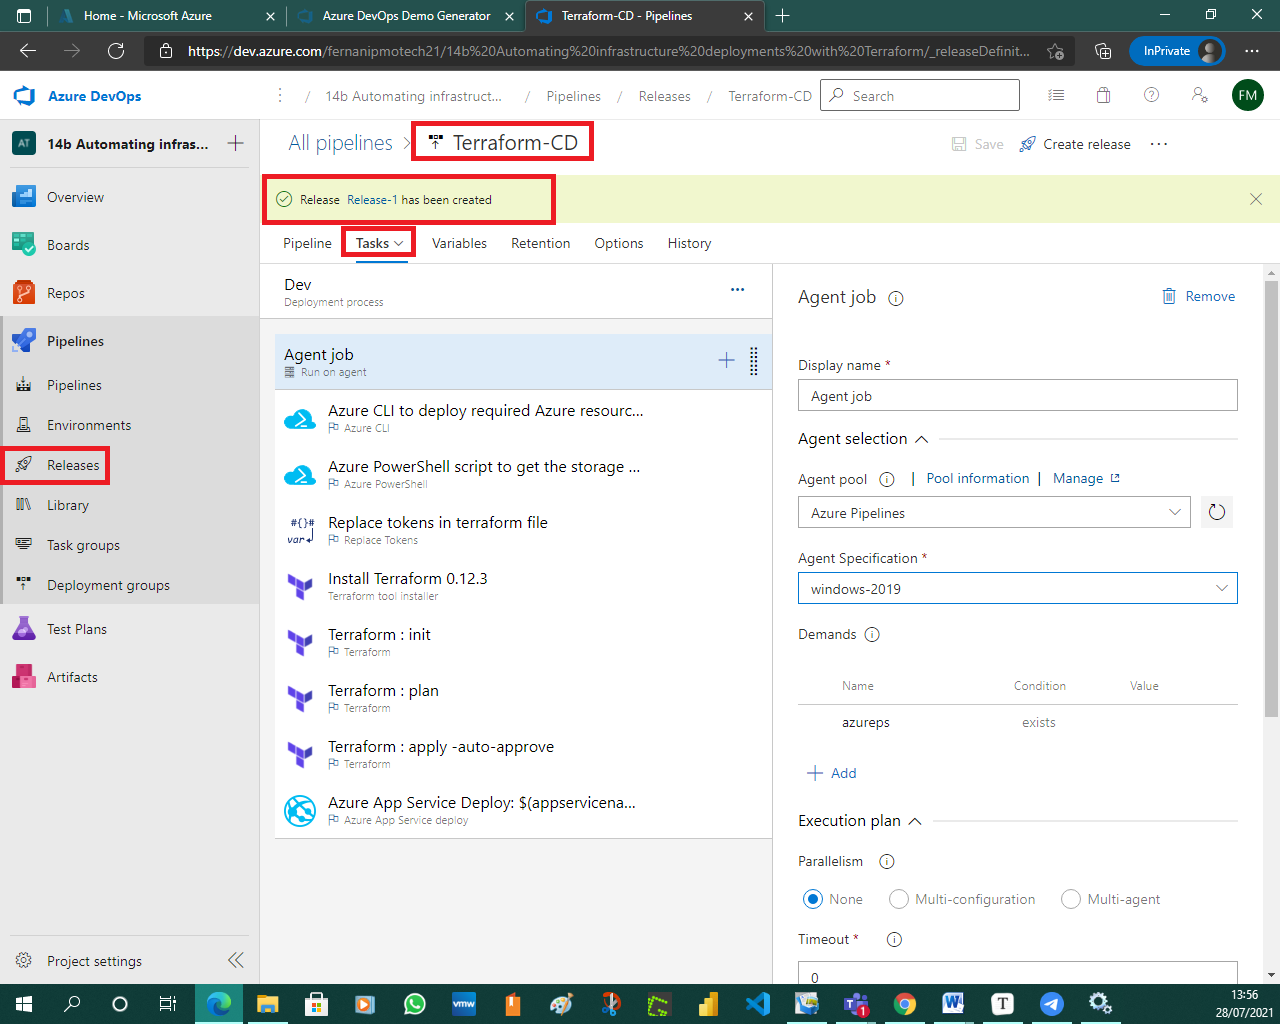 Home - Microsoft Azure
Azure DevOps Demo Generator
Terraform-CD - Pipelines
https://dev.azure.com/fernanipmotech21/14b%20Automating%20infrastructure%20deployments%20with%20Terraform/_releaseDefinit...
InPrivate
Azure DevOps
/ 14b Automating infrastruct... / Pipelines / Releases / Terraform-CD
Search
FM
AT
14b Automating infras...
All pipelines > Terraform-CD
Save
Create release
Release Release-1 has been created
Overview
Boards
Repos
Pipelines
Pipelines
Environments
Releases
Library
Task groups
Deployment groups
Test Plans
Artifacts
Project settings
Pipeline
Tasks
Variables
Retention
Options
History
Dev
Deployment process
Agent job
Run on agent
Azure CLI to deploy required Azure resourc...
Azure CLI
Azure PowerShell script to get the storage ...
Azure PowerShell
#{}#
var
Replace tokens in terraform file
Replace Tokens
Install Terraform 0.12.3
Terraform tool installer
Terraform : init
Terraform
Terraform : plan
Terraform
Terraform : apply -auto-approve
Terraform
Azure App Service Deploy: $(appservicena...
Azure App Service deploy
Agent job
Remove
Display name *
Agent job
Agent selection
Agent pool | Pool information | Manage
Azure Pipelines
Agent Specification *
windows-2019
Demands
Name Condition Value
azureps exists
Add
Execution plan
Parallelism
None Multi-configuration Multi-agent
Timeout *
0
vmw
1
W
T
13:56
28/07/2021